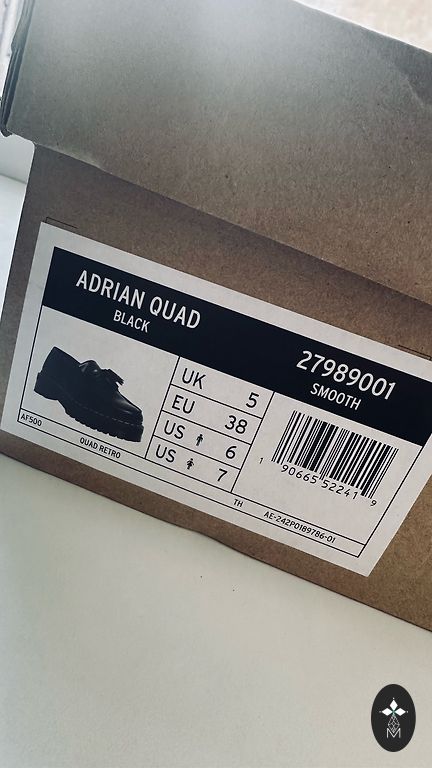 ADRIAN QUAD
BLACK
27989001
SMOOTH
UK 5
EU 38
US 6
US 7
1 90665 52241 9
AF500
QUAD RETRO
TH
AE-242P0189786-01
M